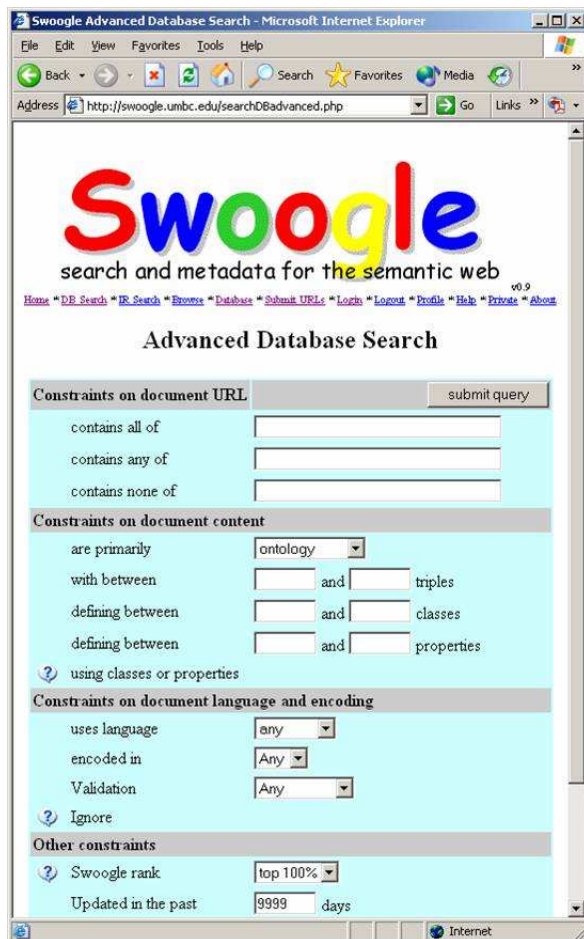 Swoogle Advanced Database Search - Microsoft Internet Explorer
File Edit View Favorites Tools Help
Back Search Favorites Media »
Address http://swoogle.umbc.edu/searchDBadvanced.php Go Links »
Swoogle
search and metadata for the semantic web
v0.9
Home * DB Search * IR Search * Browse * Database * Submit URLs * Login * Logout * Profile * Help * Private * About
Advanced Database Search
Constraints on document URL submit query
contains all of
contains any of
contains none of
Constraints on document content
are primarily ontology
with between and triples
defining between and classes
defining between and properties
? using classes or properties
Constraints on document language and encoding
uses language any
encoded in Any
Validation Any
? Ignore
Other constraints
? Swoogle rank top 100%
Updated in the past 9999 days
Internet